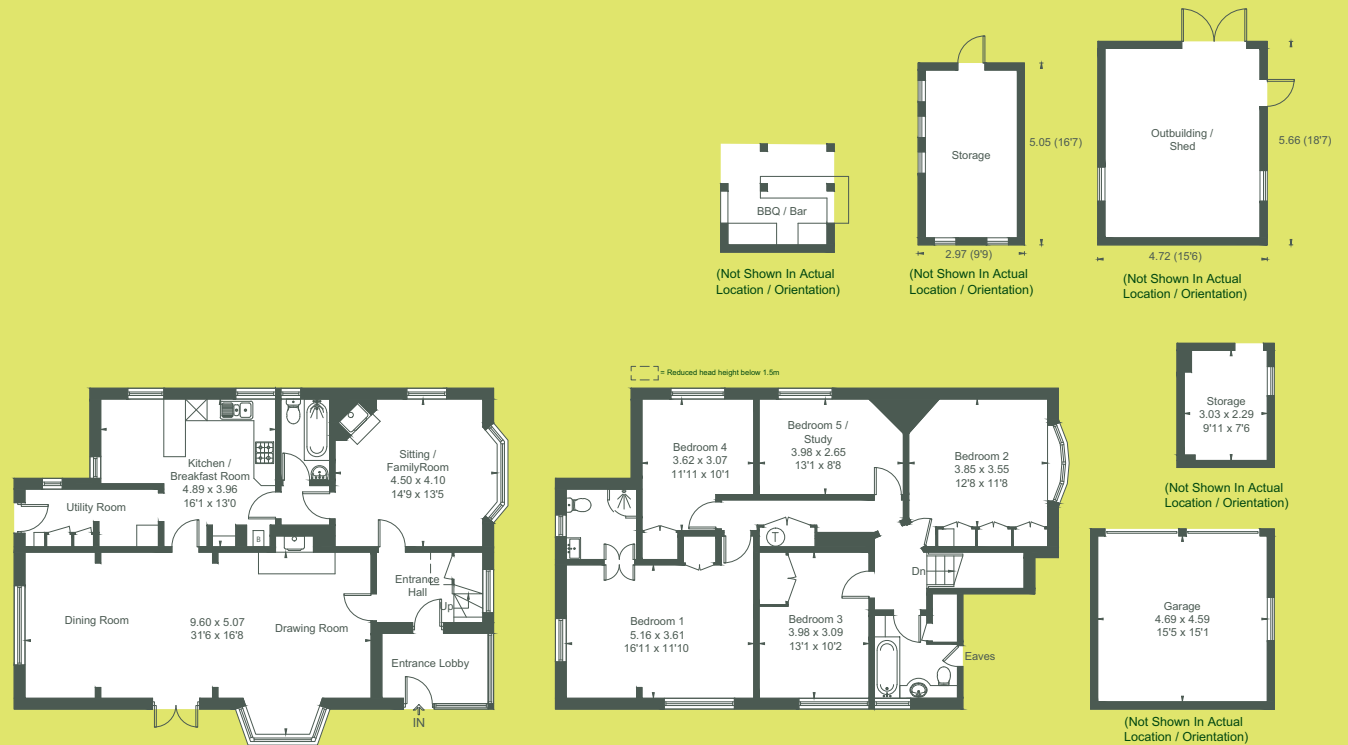 Storage
5.05 (16'7)
2.97 (9'9)
(Not Shown In Actual
Location / Orientation)
Outbuilding /
Shed
5.66 (18'7)
4.72 (15'6)
(Not Shown In Actual
Location / Orientation)
BBQ / Bar
(Not Shown In Actual
Location / Orientation)
Storage
3.03 x 2.29
9'11 x 7'6
(Not Shown In Actual
Location / Orientation)
Garage
4.69 x 4.59
15'5 x 15'1
(Not Shown In Actual
Location / Orientation)
Kitchen /
Breakfast Room
4.89 x 3.96
16'1 x 13'0
Sitting /
FamilyRoom
4.50 x 4.10
14'9 x 13'5
Utility Room
B
Dining Room
9.60 x 5.07
31'6 x 16'8
Drawing Room
Entrance
Hall
Up
Entrance Lobby
IN
= Reduced head height below 1.5m
Bedroom 4
3.62 x 3.07
11'11 x 10'1
Bedroom 5 /
Study
3.98 x 2.65
13'1 x 8'8
Bedroom 2
3.85 x 3.55
12'8 x 11'8
T
Dn
Bedroom 1
5.16 x 3.61
16'11 x 11'10
Bedroom 3
3.98 x 3.09
13'1 x 10'2
Eaves